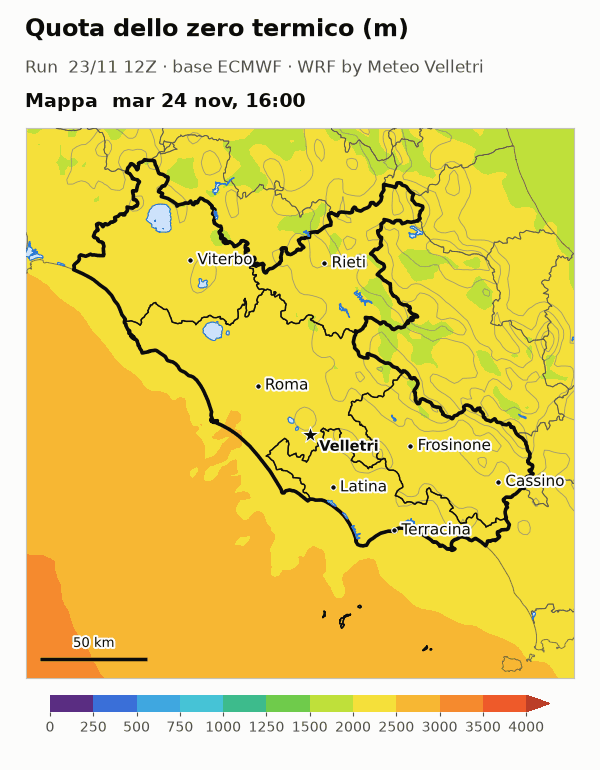 Quota dello zero termico (m)
Run  23/11 12Z · base ECMWF · WRF by Meteo Velletri
Mappa  mar 24 nov, 16:00
Viterbo
Rieti
Roma
Velletri
Frosinone
Latina
Cassino
Terracina
50 km
0 250 500 750 1000 1250 1500 2000 2500 3000 3500 4000